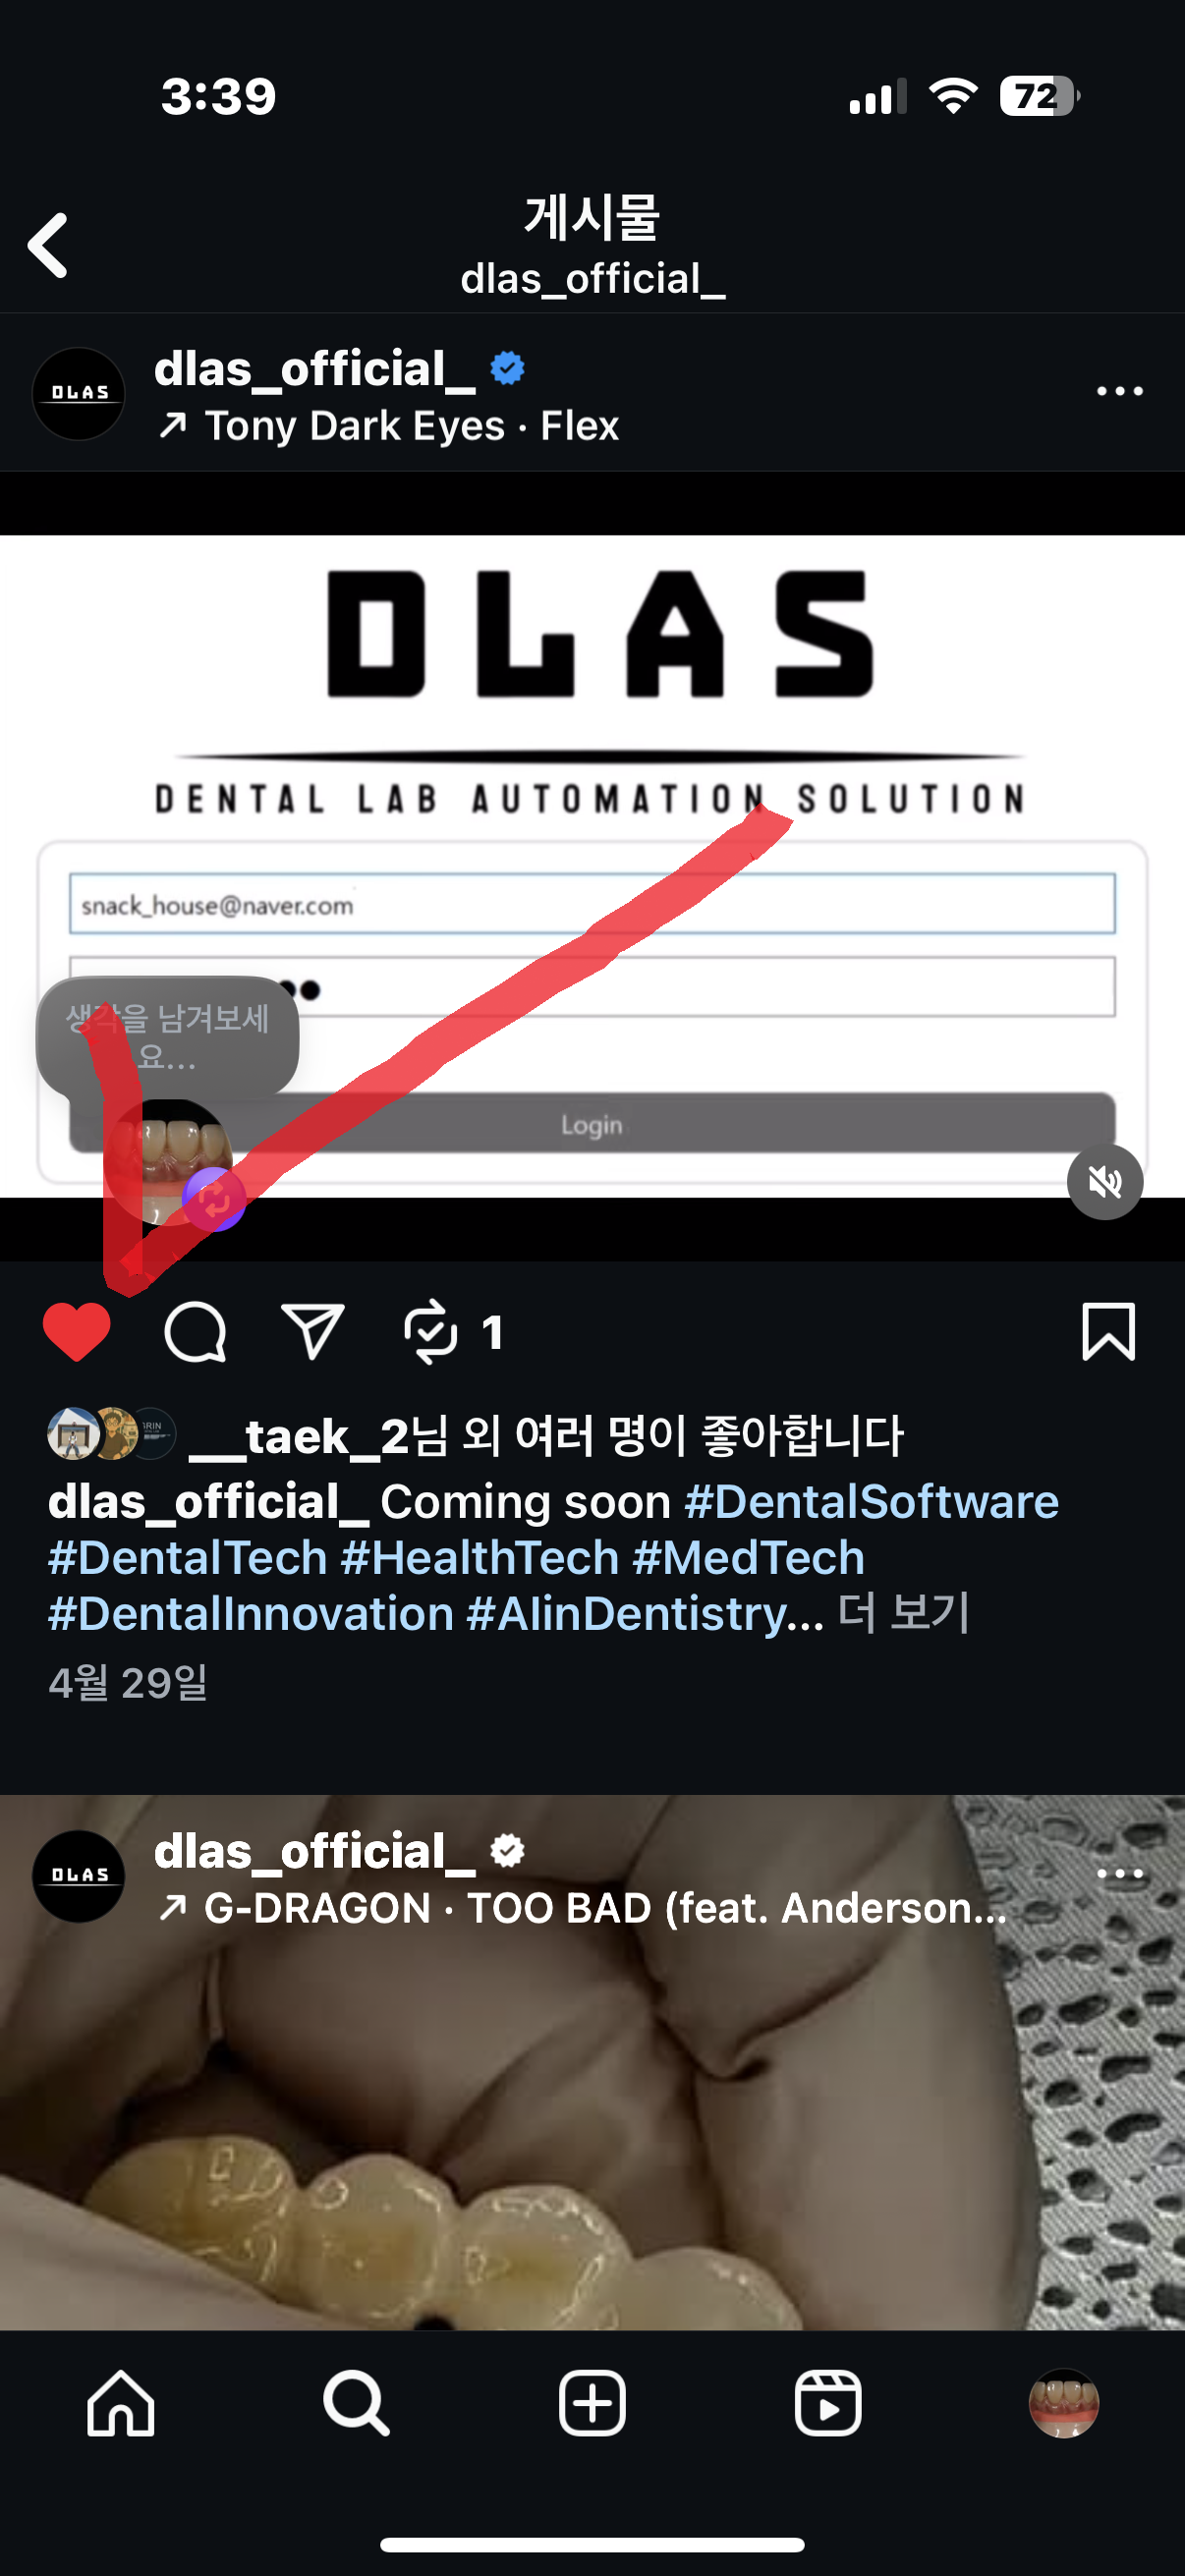 3:39
72
게시물
dlas_official_
DLAS
dlas_official_
Tony Dark Eyes · Flex
DLAS
DENTAL LAB AUTOMATION SOLUTION
snack_house@naver.com
생각을 남겨보세
요...
Login
1
___taek_2님 외 여러 명이 좋아합니다
dlas_official_ Coming soon #DentalSoftware
#DentalTech #HealthTech #MedTech
#DentalInnovation #AIinDentistry... 더 보기
4월 29일
DLAS
dlas_official_
G-DRAGON · TOO BAD (feat. Anderson...